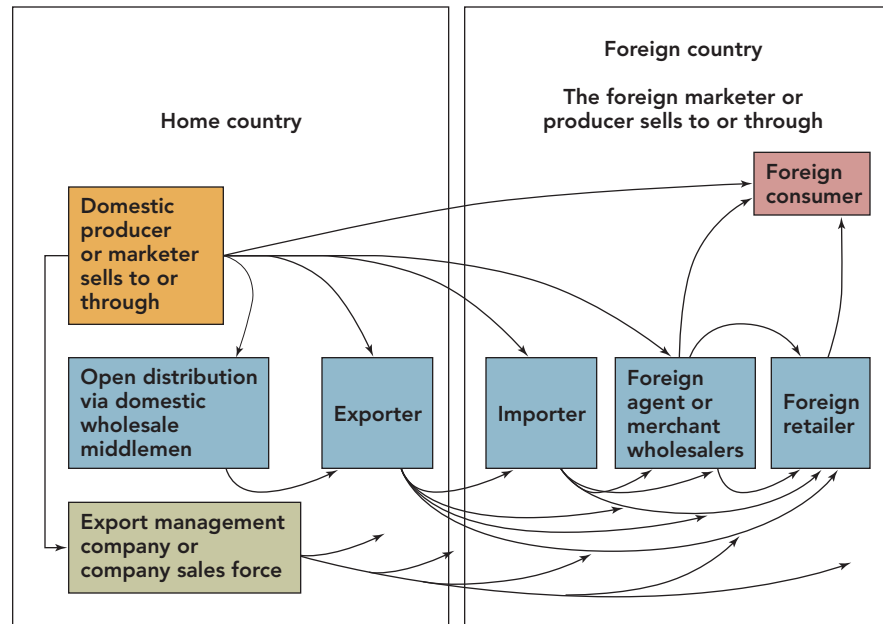 Home country
Foreign country
The foreign marketer or
producer sells to or through
Domestic
producer
or marketer
sells to or
through
Foreign
consumer
Open distribution
via domestic
wholesale
middlemen
Exporter
Importer
Foreign
agent or
merchant
wholesalers
Foreign
retailer
Export management
company or
company sales force